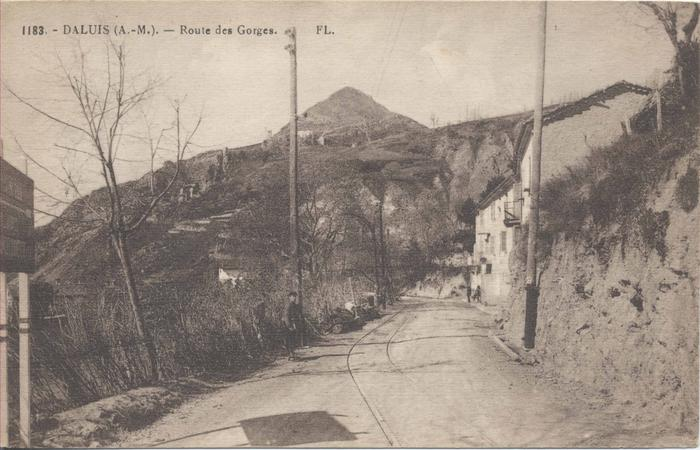 1183. - DALUIS (A.-M.). — Route des Gorges. FL.